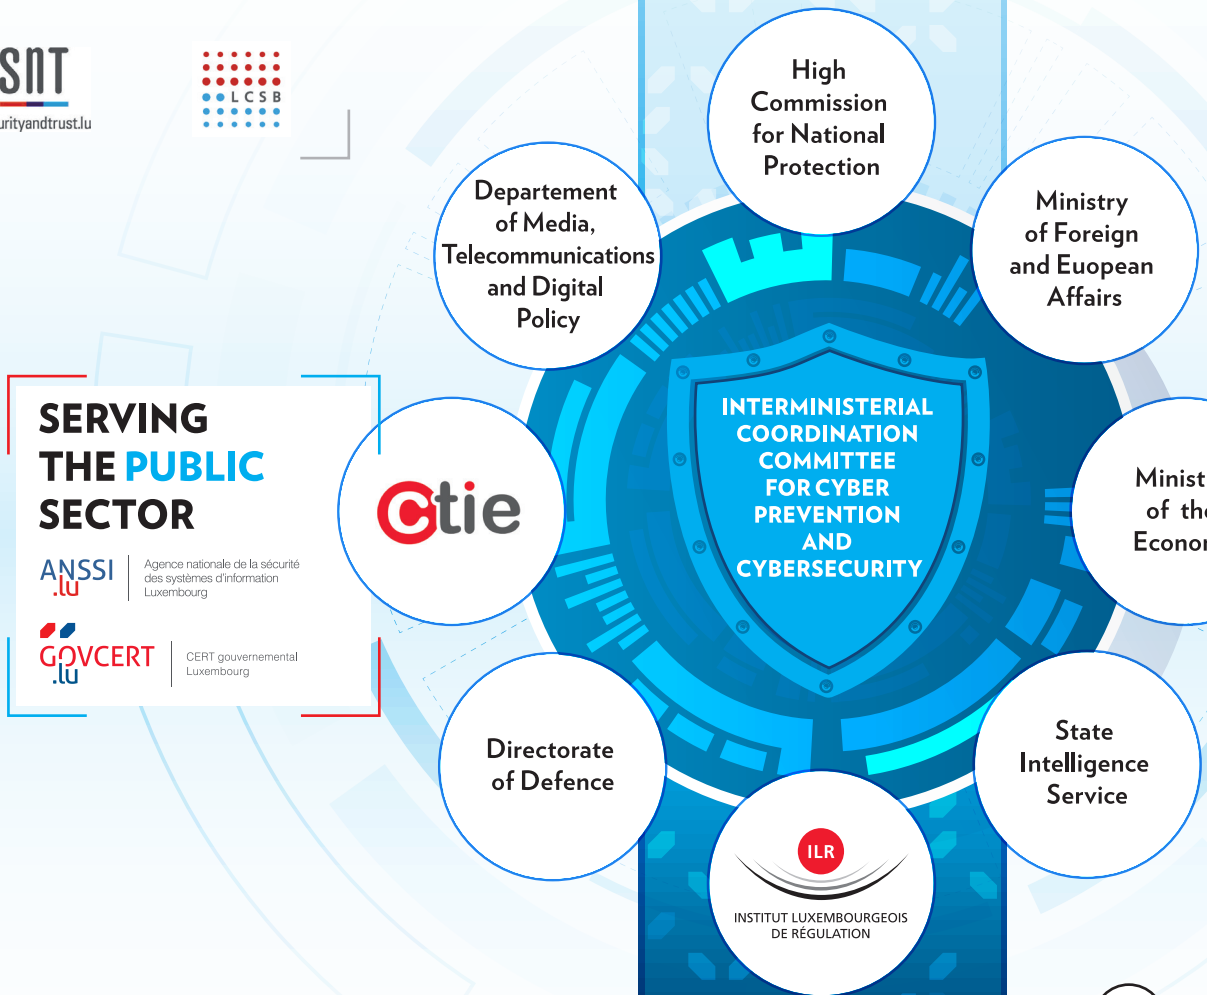 SNT
urityandtrust.lu
LCSB
High
Commission
for National
Protection
Departement
of Media,
Telecommunications
and Digital
Policy
Ministry
of Foreign
and Euopean
Affairs
INTERMINISTERIAL
COORDINATION
COMMITTEE
FOR CYBER
PREVENTION
AND
CYBERSECURITY
SERVING
THE PUBLIC
SECTOR
ANSSI
.lu
Agence nationale de la sécurité
des systèmes d'information
Luxembourg
GOVCERT
.lu
CERT gouvernemental
Luxembourg
ctie
Minist
of the
Econo
Directorate
of Defence
State
Intelligence
Service
ILR
INSTITUT LUXEMBOURGEOIS
DE RÉGULATION